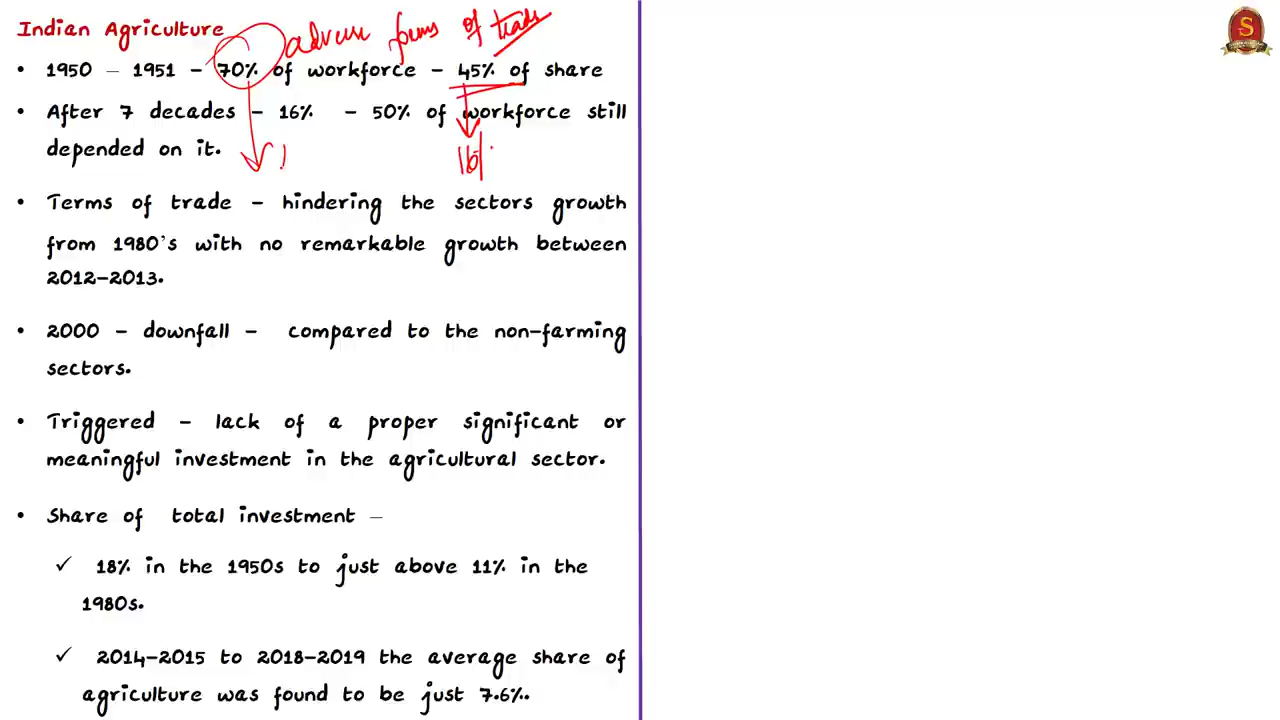 Indian Agriculture
adverse terms of trade
• 1950 – 1951 – 70% of workforce – 45% of share
• After 7 decades – 16% – 50% of workforce still
depended on it.
16%
• Terms of trade – hindering the sectors growth
from 1980's with no remarkable growth between
2012-2013.
• 2000 – downfall – compared to the non-farming
sectors.
• Triggered – lack of a proper significant or
meaningful investment in the agricultural sector.
• Share of total investment –
✓ 18% in the 1950s to just above 11% in the
1980s.
✓ 2014-2015 to 2018-2019 the average share of
agriculture was found to be just 7.6%.
S